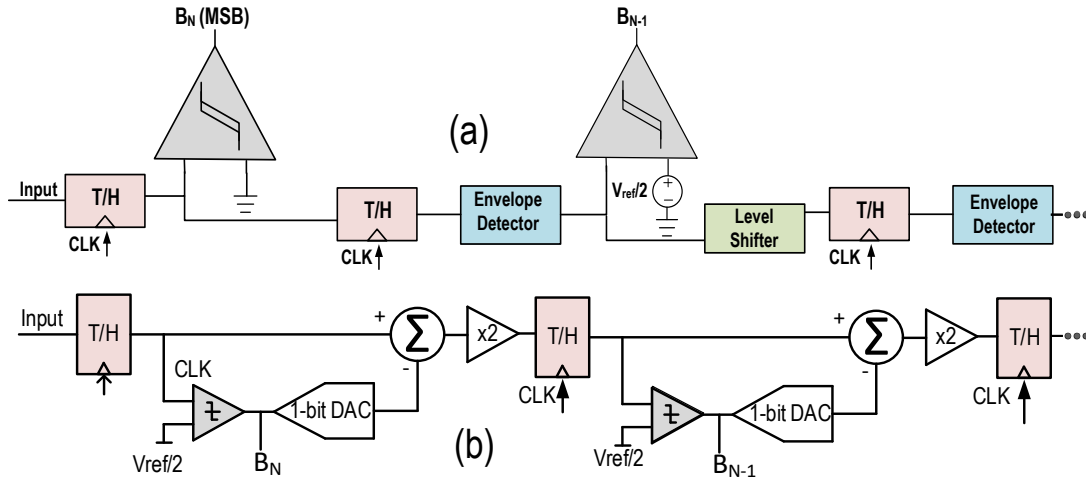 B_N (MSB)
B_N-1
(a)
Input
T/H
CLK
T/H
CLK
Envelope
Detector
V_ref/2
+
−
Level
Shifter
T/H
CLK
Envelope
Detector
Input
T/H
CLK
Vref/2
B_N
1-bit DAC
+
Σ
-
x2
T/H
CLK
(b)
Vref/2
B_N-1
1-bit DAC
+
Σ
-
x2
T/H
CLK